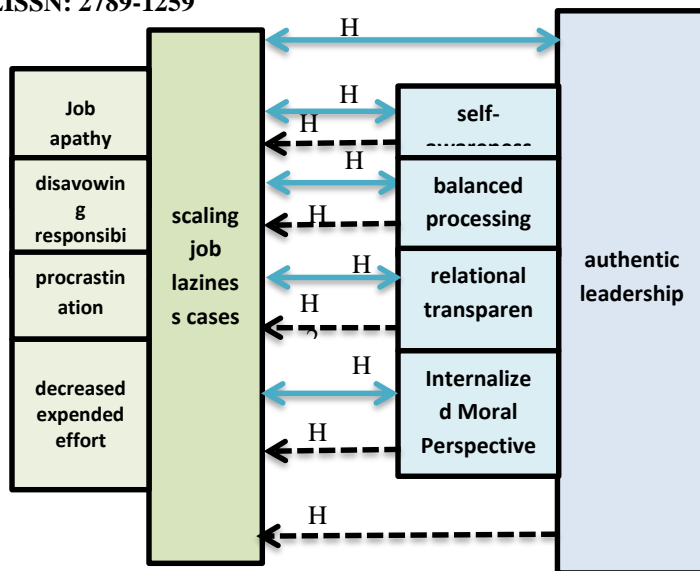 ISSN: 2789-1259
H
Job
apathy
disavowin
g
responsibi
procrastin
ation
decreased
expended
effort
scaling
job
lazines
s cases
H
H
H
H
H
H
H
H
H
self-
awareness
balanced
processing
relational
transparen
Internalize
d Moral
Perspective
authentic
leadership